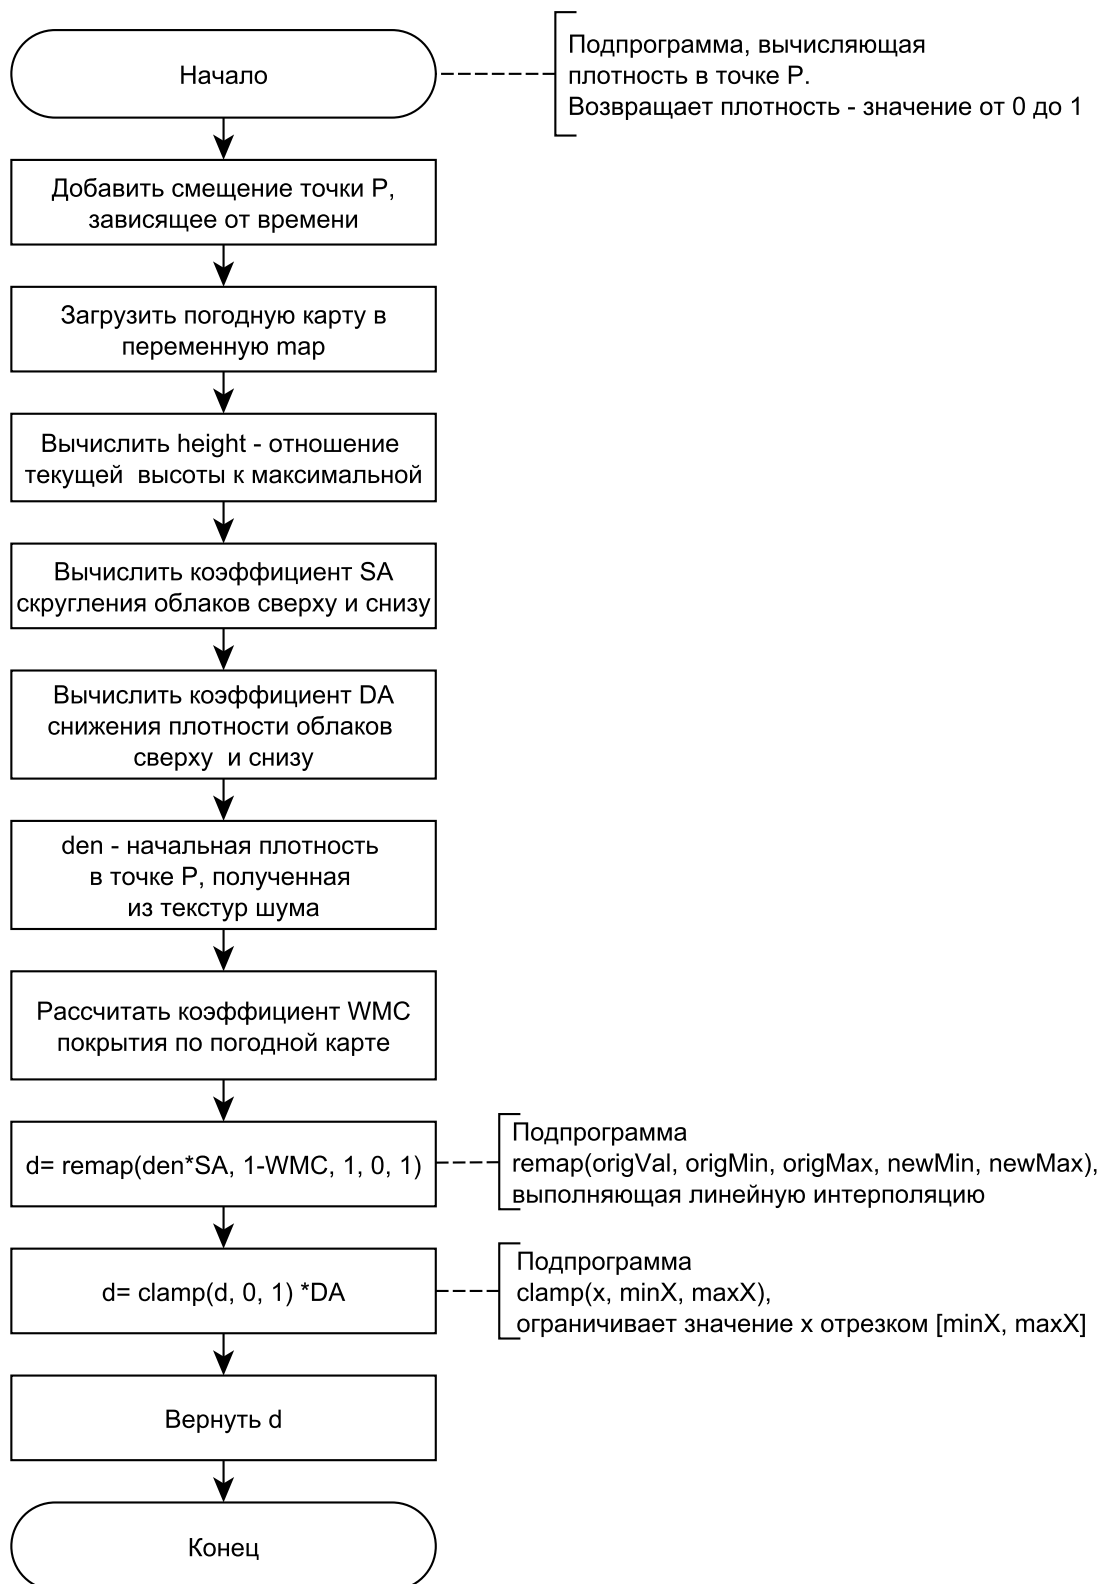 Начало
Подпрограмма, вычисляющая
плотность в точке P.
Возвращает плотность - значение от 0 до 1
Добавить смещение точки P,
зависящее от времени
Загрузить погодную карту в
переменную map
Вычислить height - отношение
текущей высоты к максимальной
Вычислить коэффициент SA
скругления облаков сверху и снизу
Вычислить коэффициент DA
снижения плотности облаков
сверху и снизу
den - начальная плотность
в точке P, полученная
из текстур шума
Рассчитать коэффициент WMC
покрытия по погодной карте
d= remap(den*SA, 1-WMC, 1, 0, 1)
Подпрограмма
remap(origVal, origMin, origMax, newMin, newMax),
выполняющая линейную интерполяцию
d= clamp(d, 0, 1) *DA
Подпрограмма
clamp(x, minX, maxX),
ограничивает значение x отрезком [minX, maxX]
Вернуть d
Конец